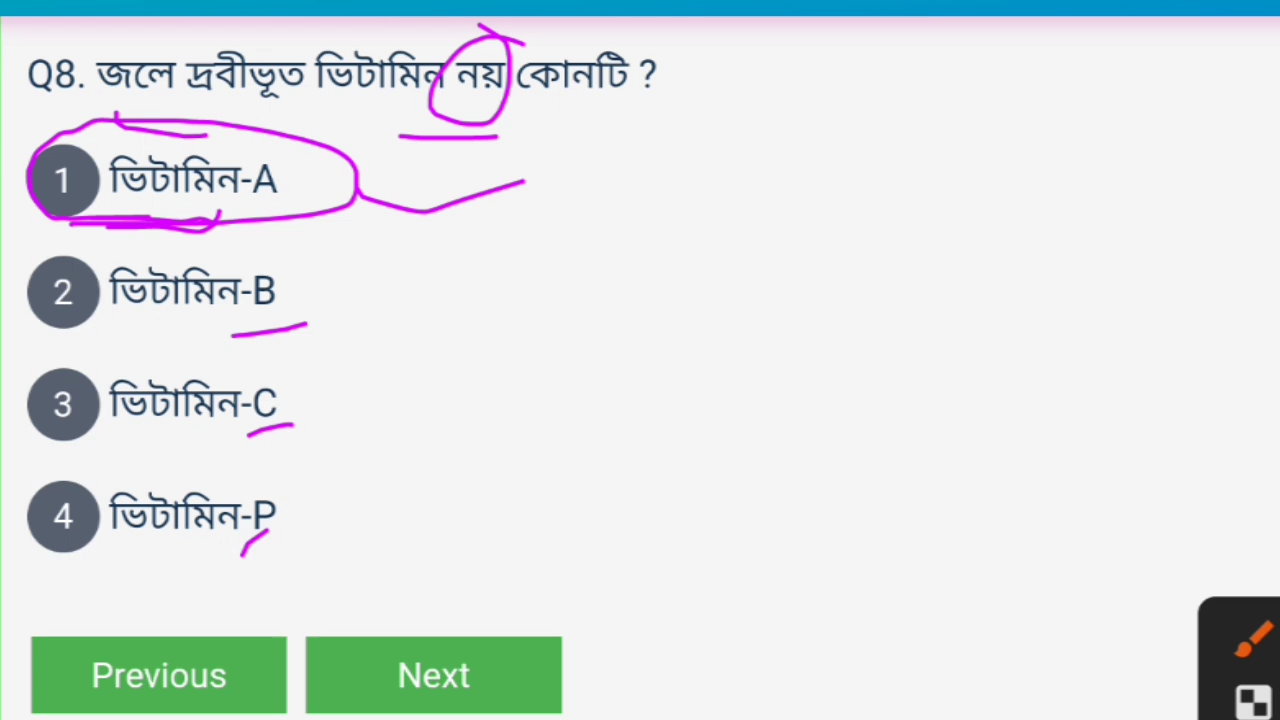 Q8. জলে দ্রবীভূত ভিটামিন নয় কোনটি ?
1 ভিটামিন-A
2 ভিটামিন-B
3 ভিটামিন-C
4 ভিটামিন-P
Previous Next